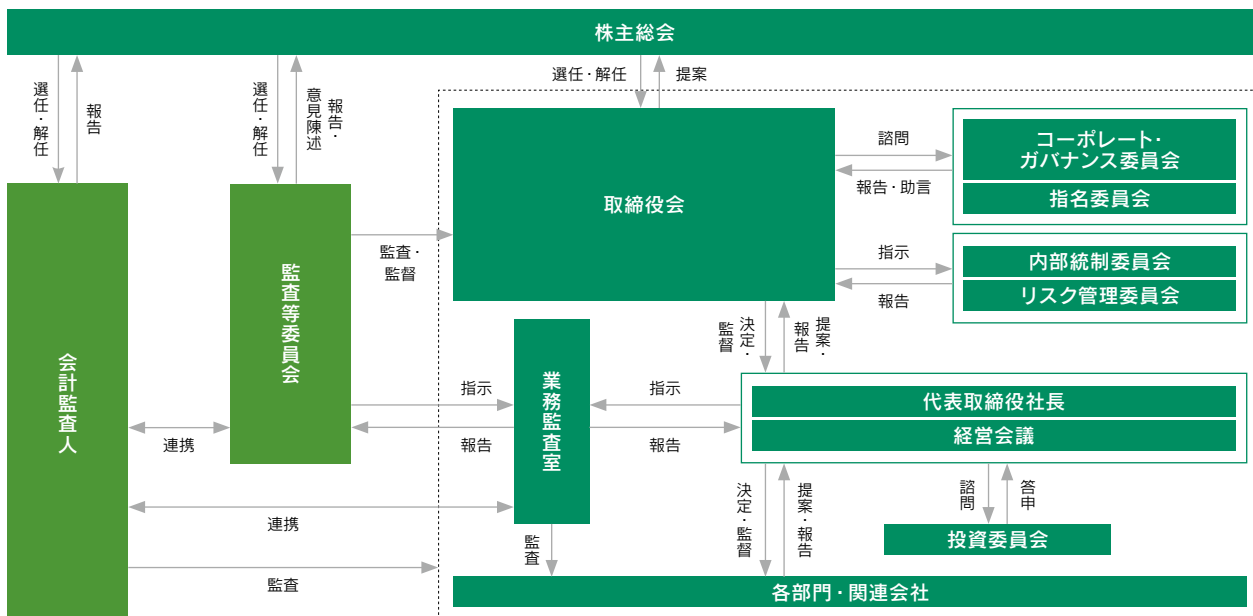 株主総会
選任・解任
報告
選任・解任
報告・
意見陳述
選任・解任
提案
取締役会
諮問
報告・助言
コーポレート・
ガバナンス委員会
指名委員会
指示
報告
内部統制委員会
リスク管理委員会
監査・
監督
監査等委員会
会計監査人
決定・
監督
提案・
報告
業務監査室
指示
報告
指示
報告
代表取締役社長
経営会議
連携
連携
監査
監査
決定・監督
提案・報告
諮問
答申
投資委員会
各部門・関連会社